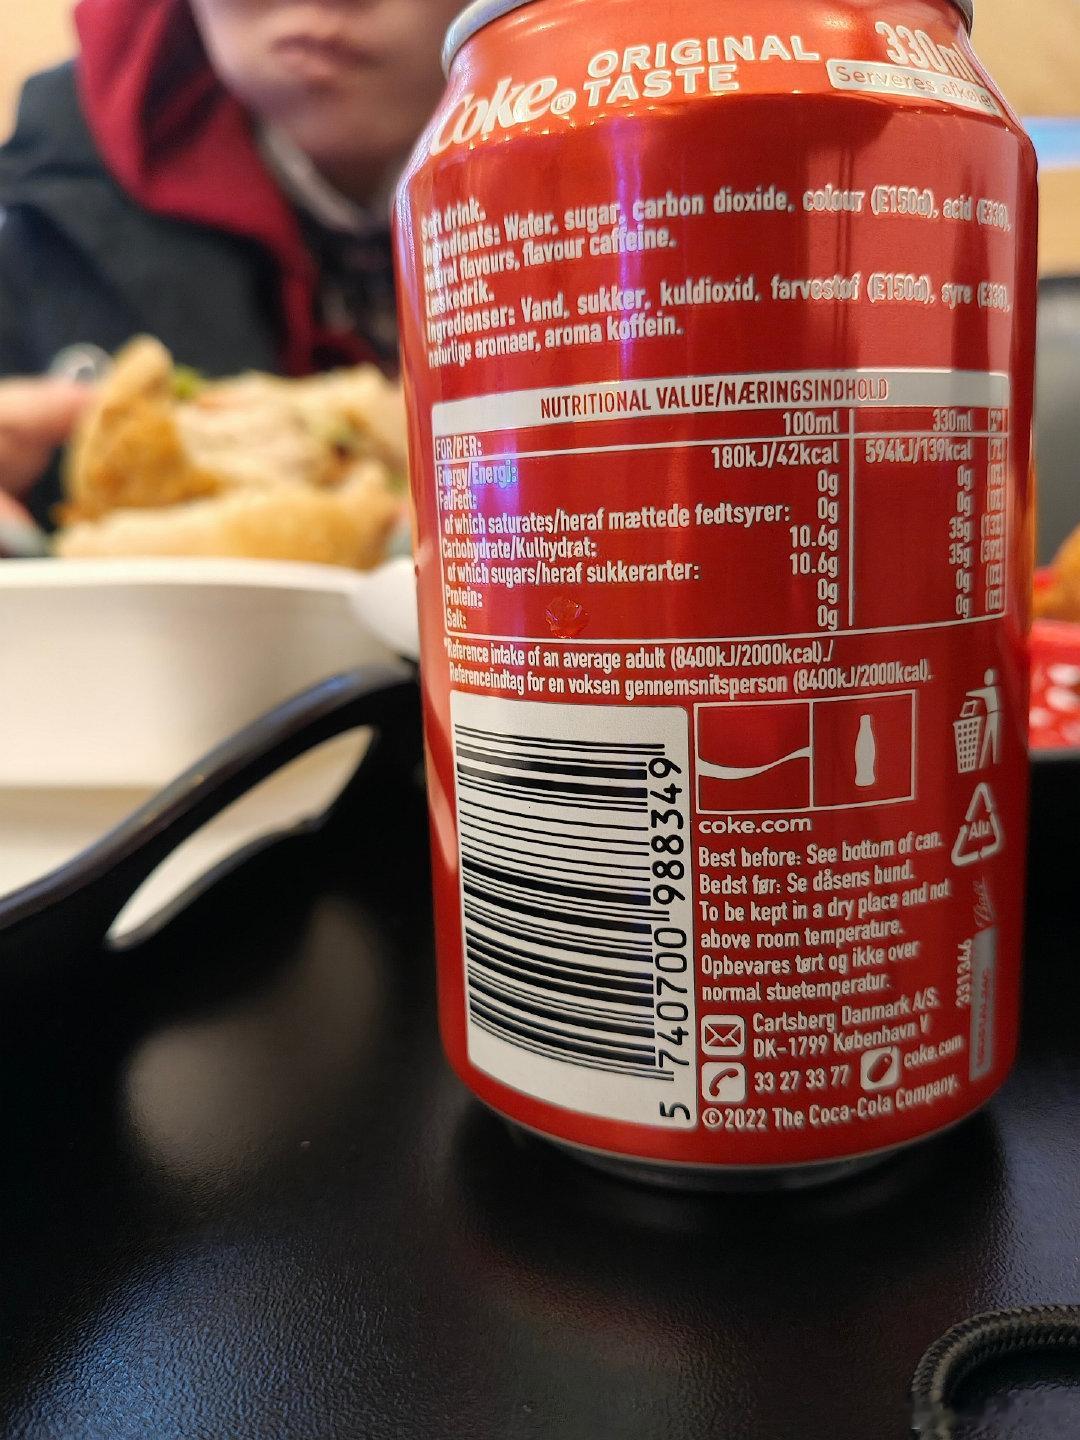 Coke® ORIGINAL TASTE
330ml
Serveres afkølet
Soft drink.
Ingredients: Water, sugar, carbon dioxide, colour (E150d), acid (E338),
natural flavours, flavour caffeine.
Læskedrik.
Ingredienser: Vand, sukker, kuldioxid, farvestof (E150d), syre (E338),
naturlige aromaer, aroma koffein.
NUTRITIONAL VALUE/NÆRINGSINDHOLD
FOR/PER: 100ml 330ml
Energy/Energi: 180kJ/42kcal 594kJ/139kcal
Fat/Fedt: 0g 0g
of which saturates/heraf mættede fedtsyrer: 0g 0g
Carbohydrate/Kulhydrat: 10.6g 35g
of which sugars/heraf sukkerarter: 10.6g 35g
Protein: 0g 0g
Salt: 0g 0g
*Reference intake of an average adult (8400kJ/2000kcal)./
Referenceindtag for en voksen gennemsnitsperson (8400kJ/2000kcal).
5 740700 988349
coke.com
Alu
Best before: See bottom of can.
Bedst før: Se dåsens bund.
To be kept in a dry place and not
above room temperature.
Opbevares tørt og ikke over
normal stuetemperatur.
Carlsberg Danmark A/S.
DK-1799 København V
33 27 33 77 coke.com
©2022 The Coca-Cola Company.
Ball
331346